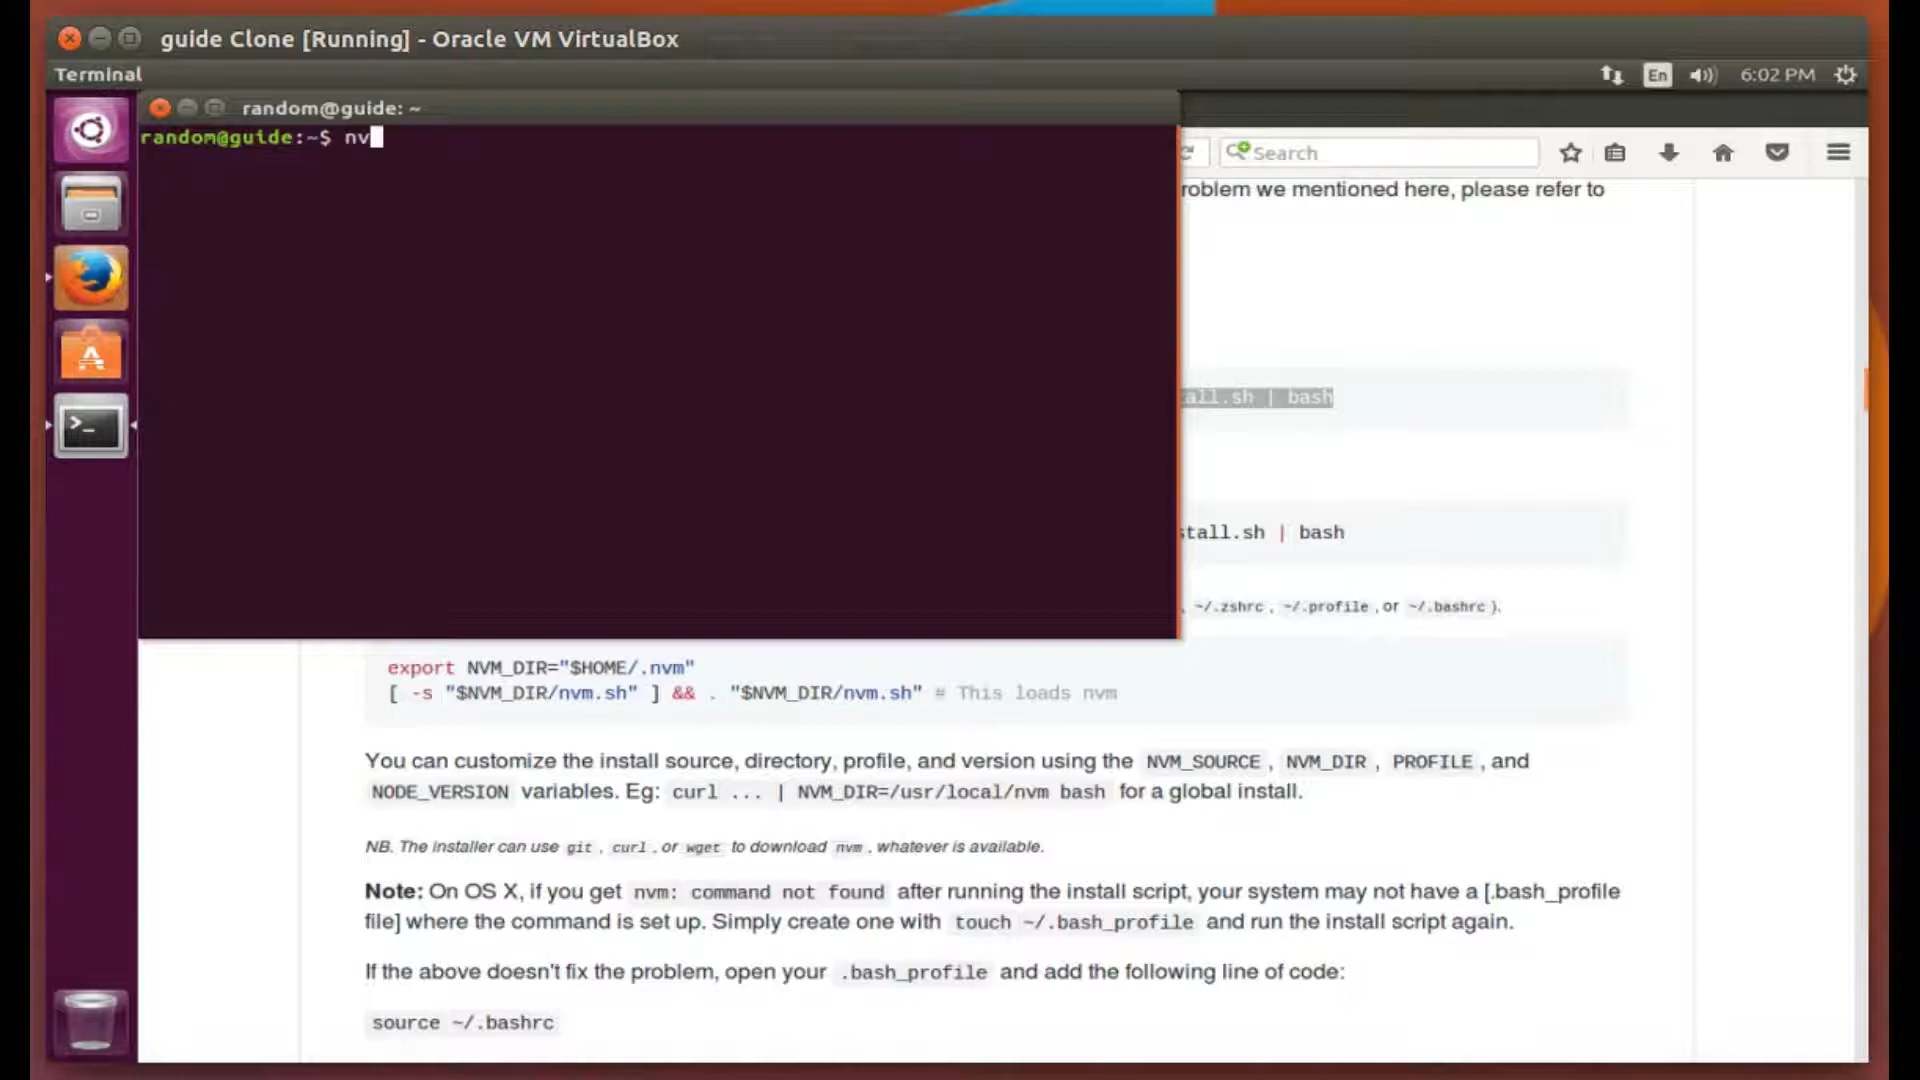 guide Clone [Running] - Oracle VM VirtualBox
Terminal
En
6:02 PM
random@guide: ~
random@guide:~$ nv
Search
roblem we mentioned here, please refer to
all.sh | bash
stall.sh | bash
, ~/.zshrc , ~/.profile , or ~/.bashrc ).
export NVM_DIR="$HOME/.nvm"
[ -s "$NVM_DIR/nvm.sh" ] && . "$NVM_DIR/nvm.sh" # This loads nvm
You can customize the install source, directory, profile, and version using the NVM_SOURCE , NVM_DIR , PROFILE , and
NODE_VERSION variables. Eg: curl ... | NVM_DIR=/usr/local/nvm bash for a global install.
NB. The installer can use git , curl , or wget to download nvm , whatever is available.
Note: On OS X, if you get nvm: command not found after running the install script, your system may not have a [.bash_profile
file] where the command is set up. Simply create one with touch ~/.bash_profile and run the install script again.
If the above doesn't fix the problem, open your .bash_profile and add the following line of code:
source ~/.bashrc